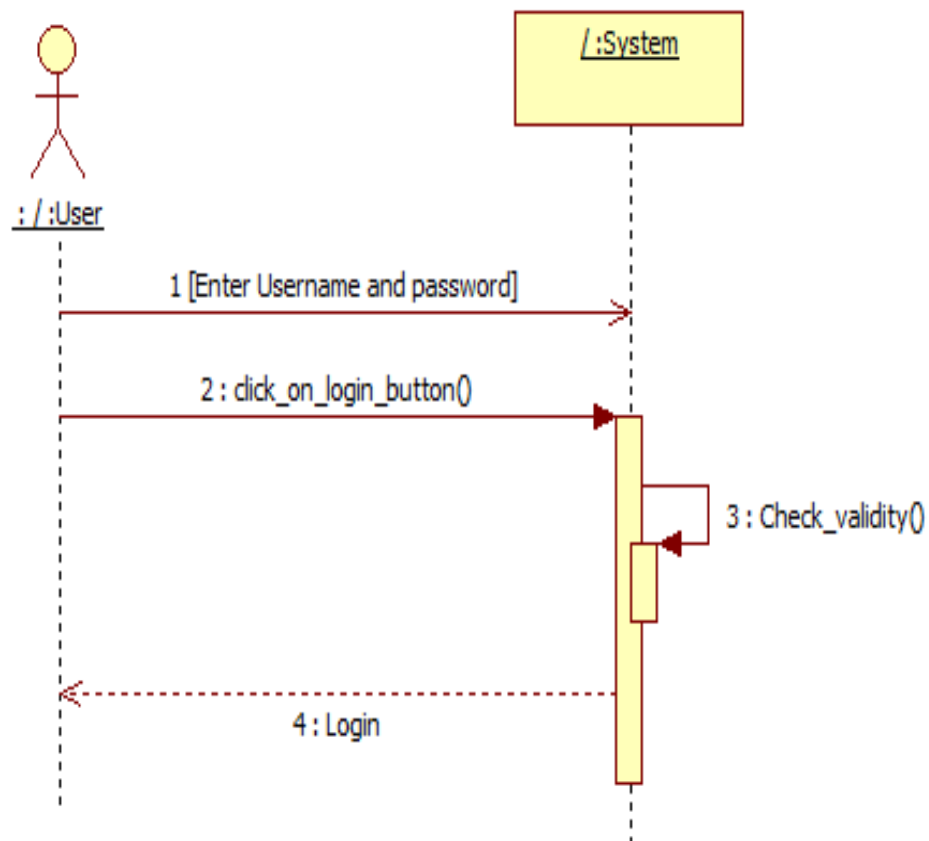 / :System
: / :User
1 [Enter Username and password]
2 : click_on_login_button()
3 : Check_validity()
4 : Login